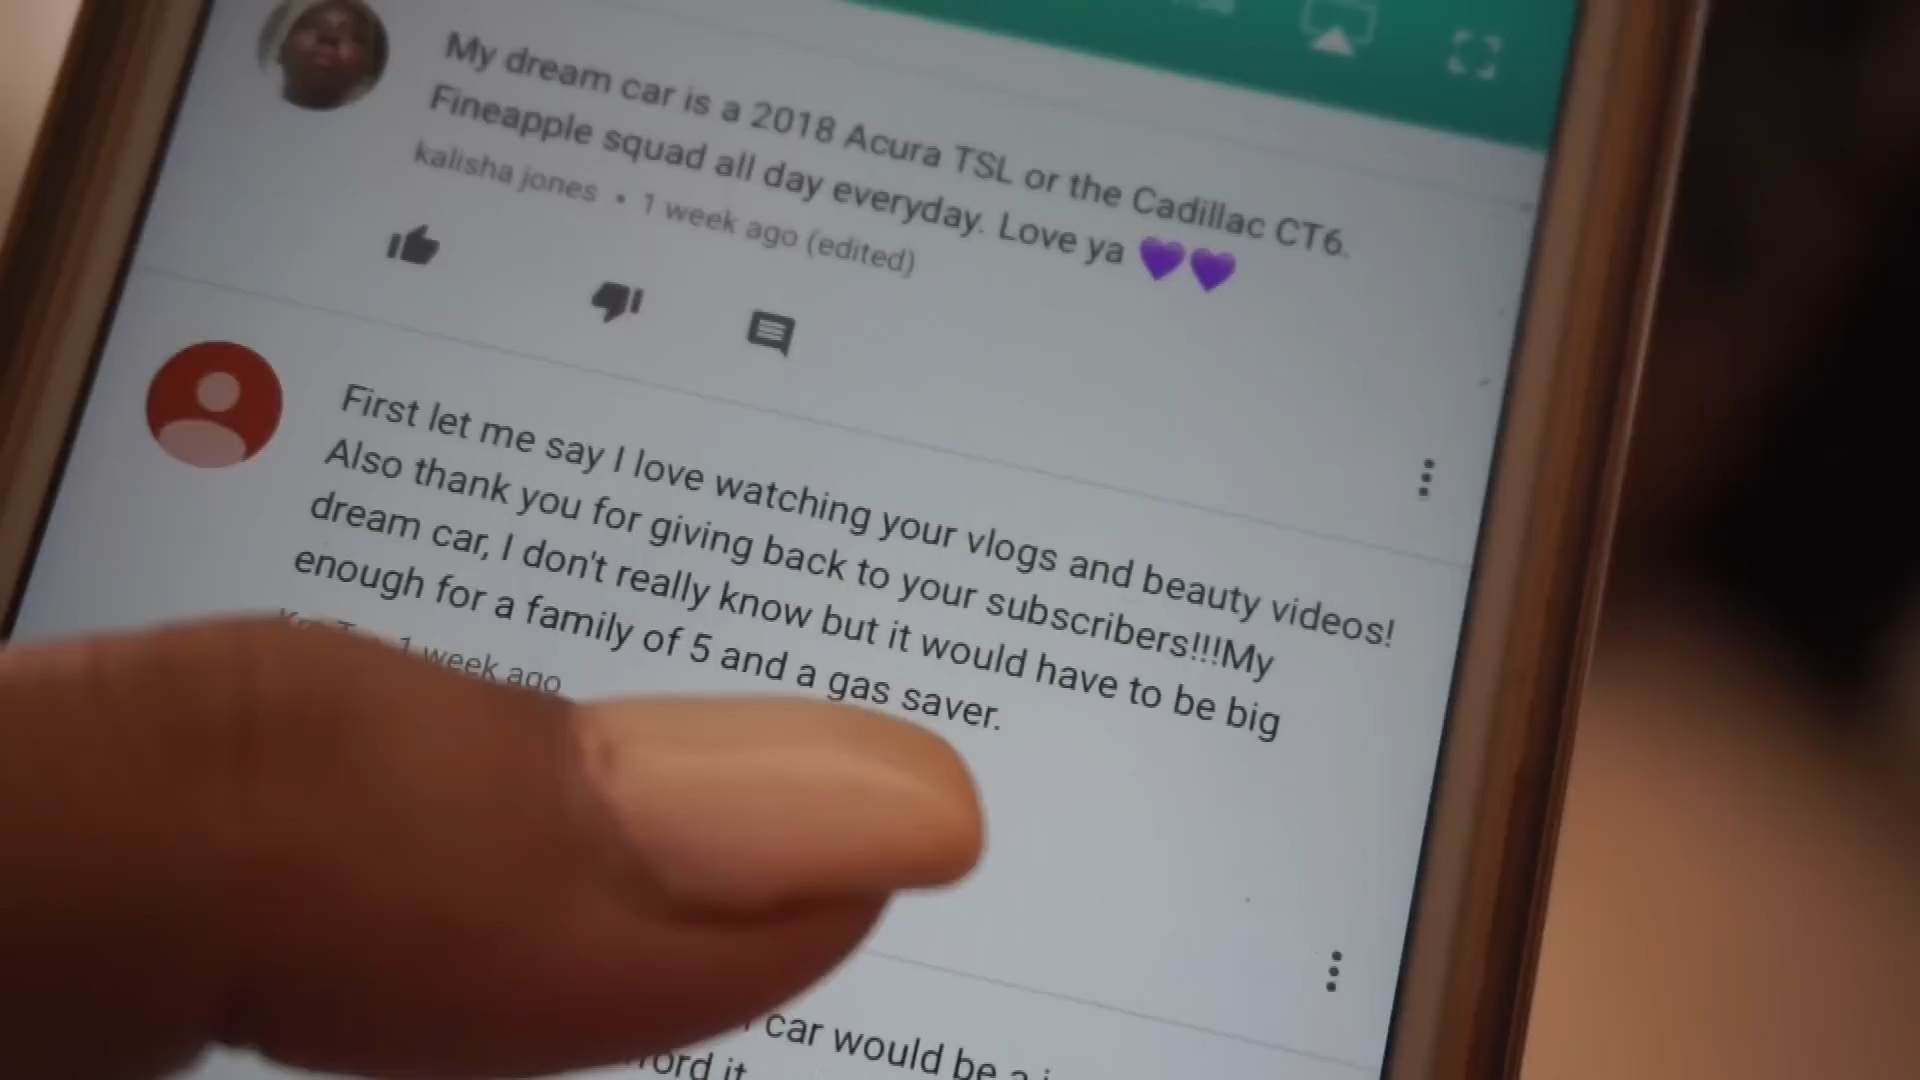 My dream car is a 2018 Acura TSL or the Cadillac CT6.
Fineapple squad all day everyday. Love ya 💜💜
kalisha jones • 1 week ago (edited)
First let me say I love watching your vlogs and beauty videos!
Also thank you for giving back to your subscribers!!!My
dream car, I don't really know but it would have to be big
enough for a family of 5 and a gas saver.
1 week ago
car would be a
it